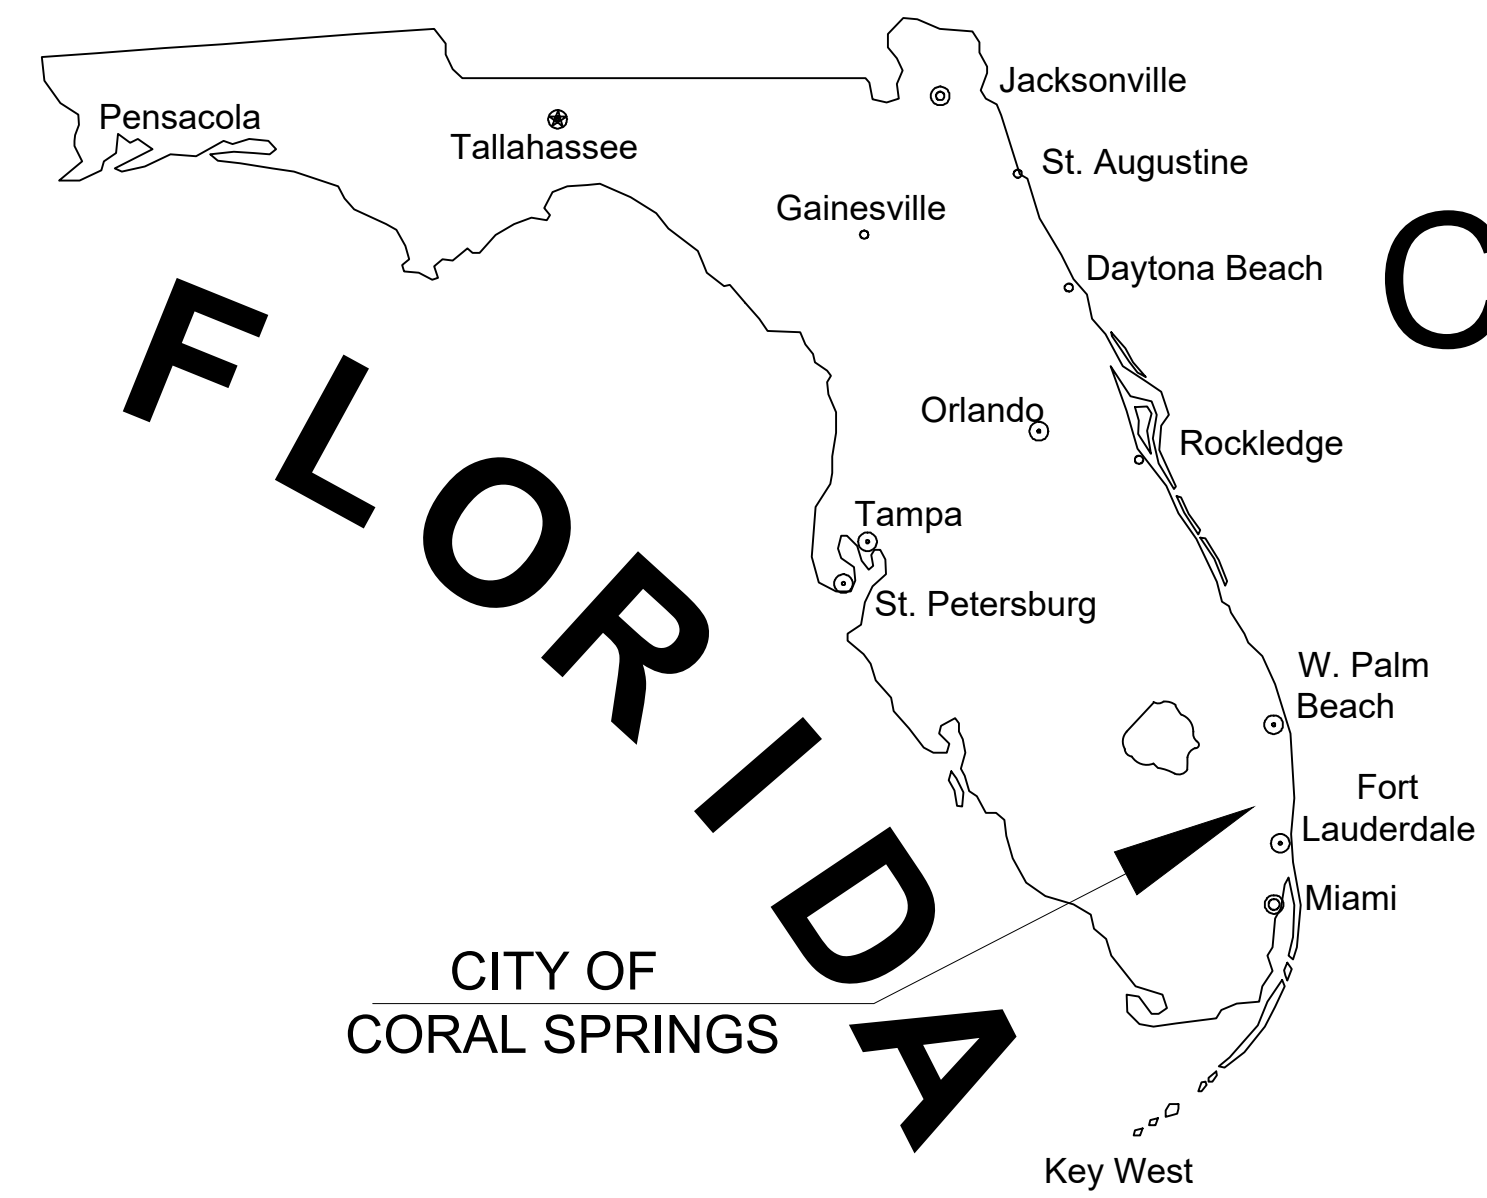 Jacksonville
Pensacola
Tallahassee
St. Augustine
Gainesville
Daytona Beach
C
FLORIDA
Orlando
Rockledge
Tampa
St. Petersburg
W. Palm
Beach
Fort
Lauderdale
Miami
CITY OF
CORAL SPRINGS
Key West